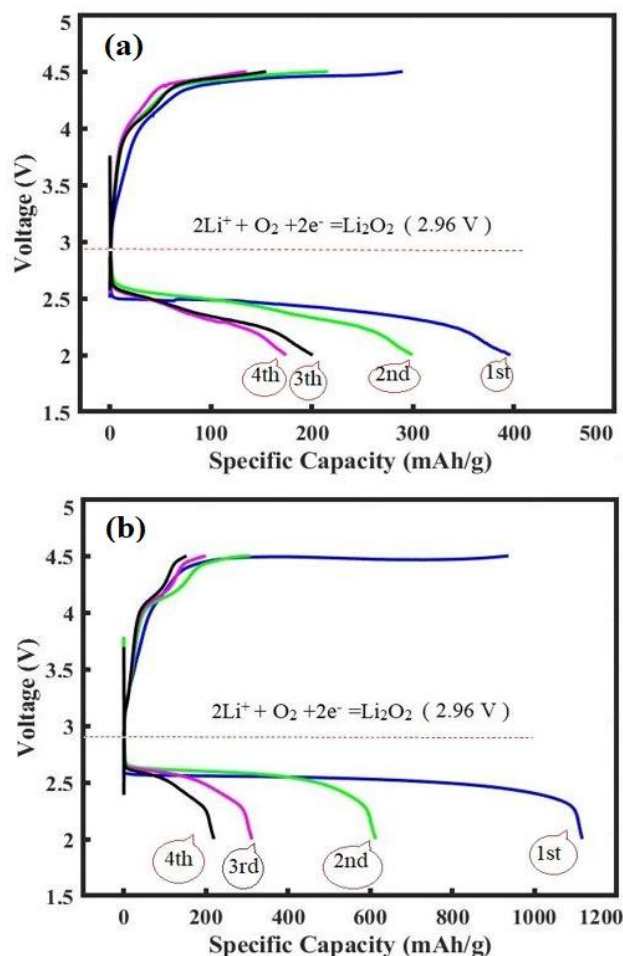 (a)
5
4.5
4
3.5
3
2.5
2
1.5
Voltage (V)
2Li⁺ + O₂ +2e⁻ =Li₂O₂ ( 2.96 V )
4th
3th
2nd
1st
0
100
200
300
400
500
Specific Capacity (mAh/g)
(b)
5
4.5
4
3.5
3
2.5
2
1.5
Voltage (V)
2Li⁺ + O₂ +2e⁻ =Li₂O₂ ( 2.96 V )
4th
3rd
2nd
1st
0
200
400
600
800
1000
1200
Specific Capacity (mAh/g)